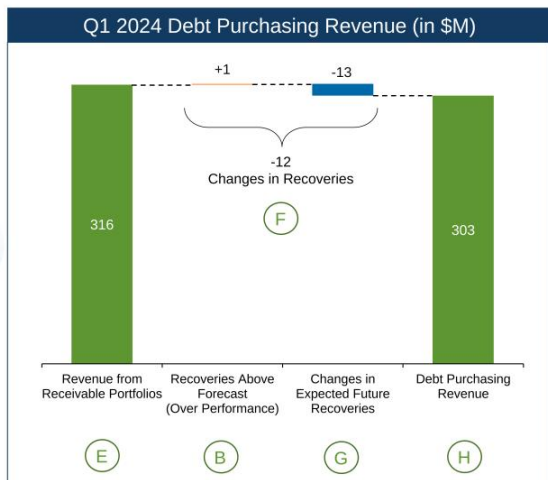 Q1 2024 Debt Purchasing Revenue (in $M)
+1
-13
-12
Changes in Recoveries
F
316
303
Revenue from
Receivable Portfolios
Recoveries Above
Forecast
(Over Performance)
Changes in
Expected Future
Recoveries
Debt Purchasing
Revenue
E
B
G
H